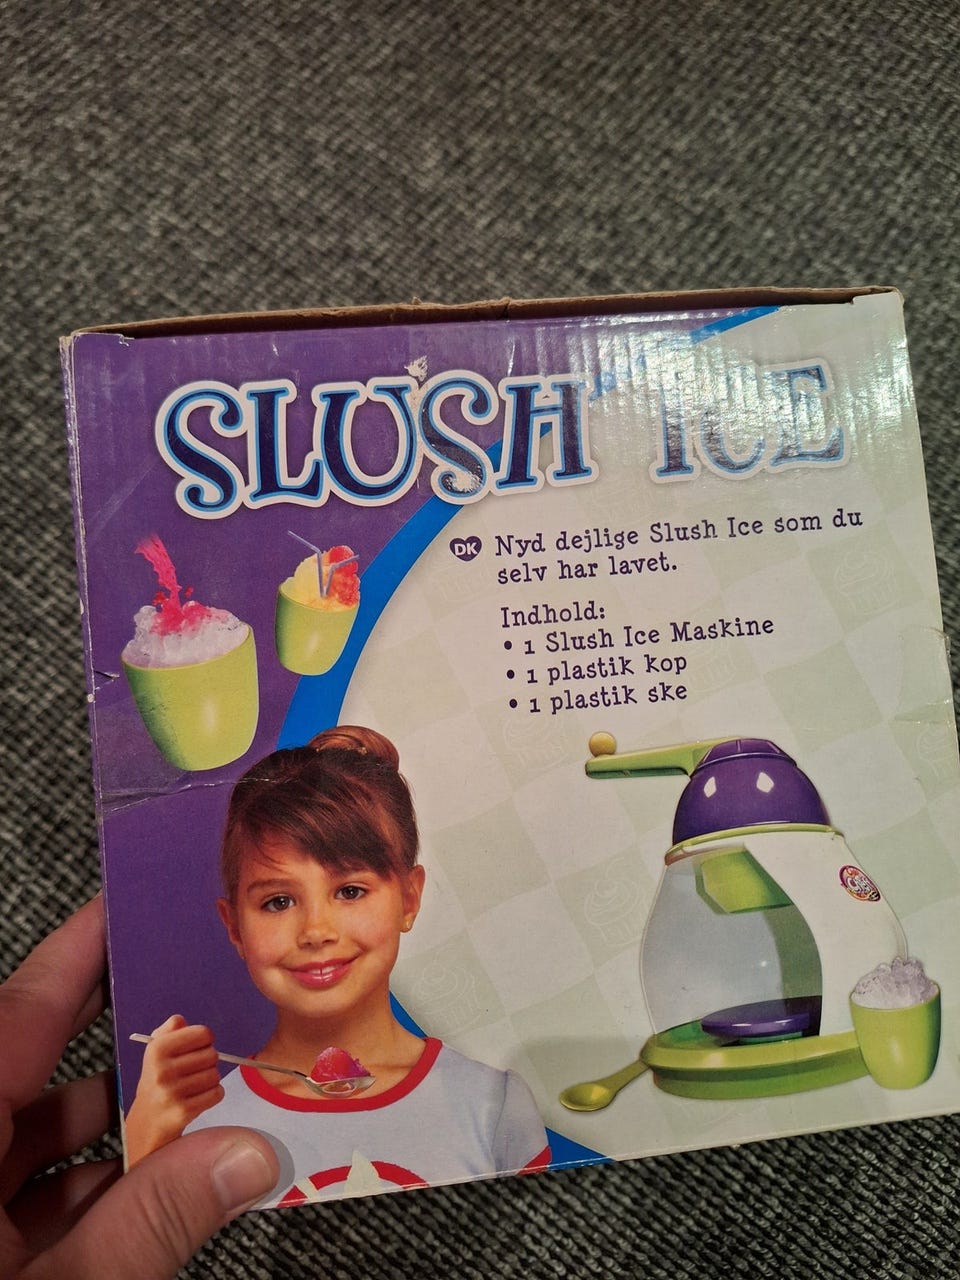 SLUSH ICE
DK Nyd dejlige Slush Ice som du
selv har lavet.
Indhold:
• 1 Slush Ice Maskine
• 1 plastik kop
• 1 plastik ske